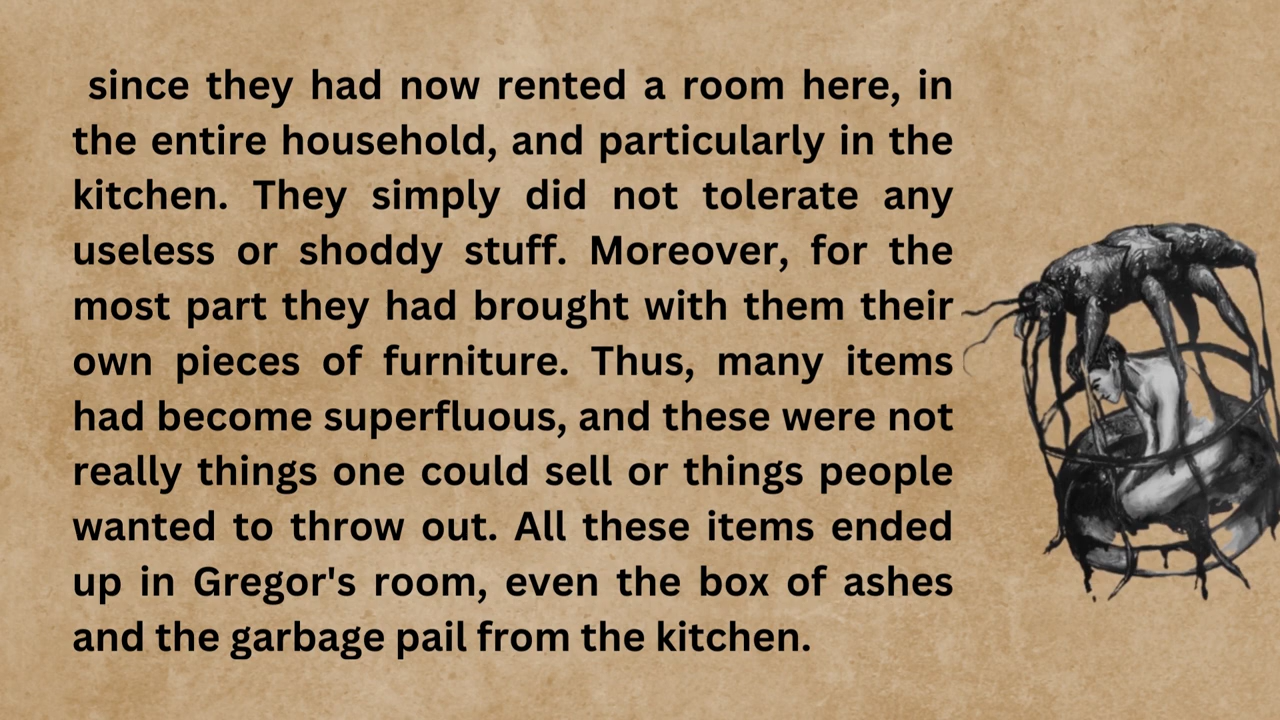 since they had now rented a room here, in
the entire household, and particularly in the
kitchen. They simply did not tolerate any
useless or shoddy stuff. Moreover, for the
most part they had brought with them their
own pieces of furniture. Thus, many items
had become superfluous, and these were not
really things one could sell or things people
wanted to throw out. All these items ended
up in Gregor's room, even the box of ashes
and the garbage pail from the kitchen.